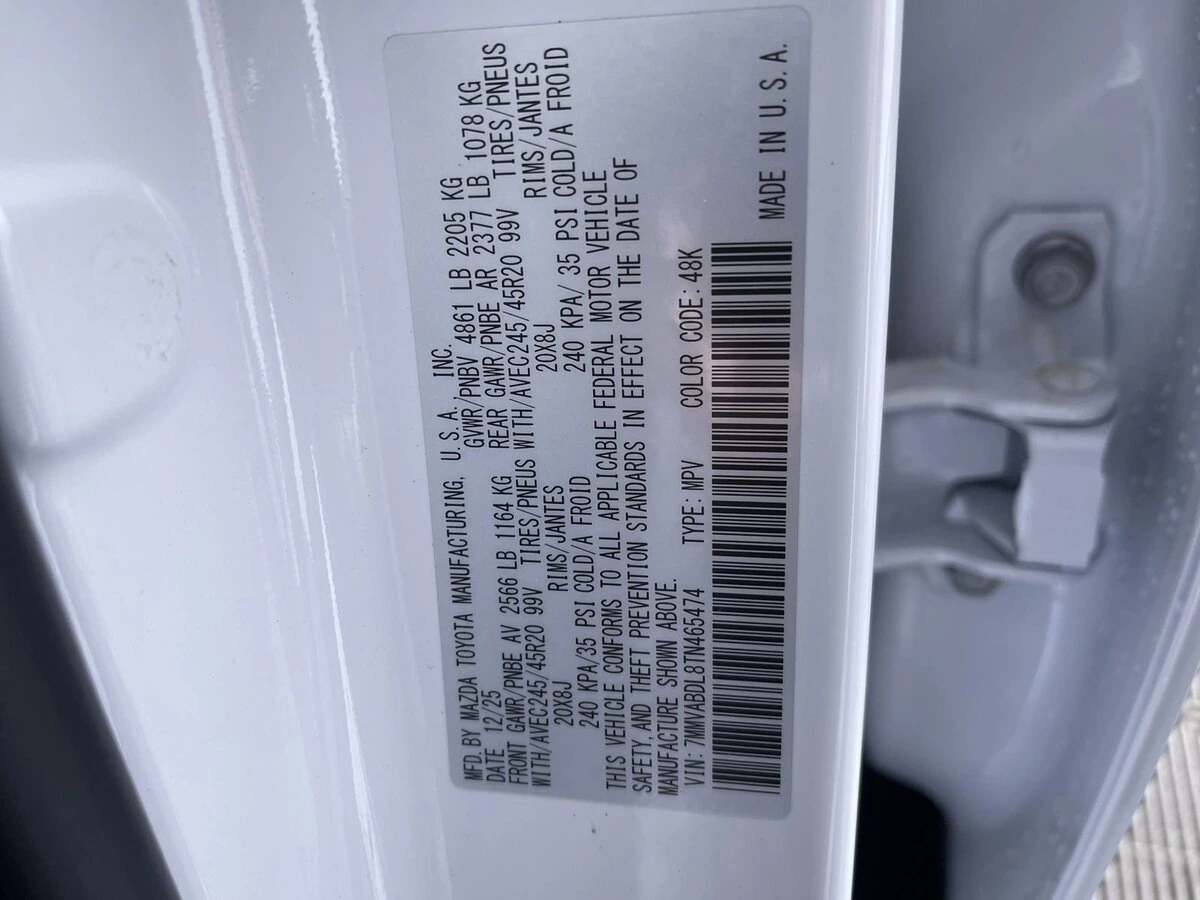 MFD. BY MAZDA TOYOTA MANUFACTURING, U. S. A., INC.
DATE 12/25 GVWR/PNBV 4861 LB 2205 KG
FRONT GAWR/PNBE AV 2566 LB 1164 KG REAR GAWR/PNBE AR 2377 LB 1078 KG
WITH/AVEC245/45R20 99V TIRES/PNEUS WITH/AVEC245/45R20 99V TIRES/PNEUS
20X8J RIMS/JANTES 20X8J RIMS/JANTES
240 KPA/35 PSI COLD/A FROID 240 KPA/ 35 PSI COLD/A FROID
THIS VEHICLE CONFORMS TO ALL APPLICABLE FEDERAL MOTOR VEHICLE
SAFETY, AND THEFT PREVENTION STANDARDS IN EFFECT ON THE DATE OF
MANUFACTURE SHOWN ABOVE.
VIN: 7MMVABDL8TN465474 TYPE: MPV COLOR CODE: 48K
MADE IN U. S. A.